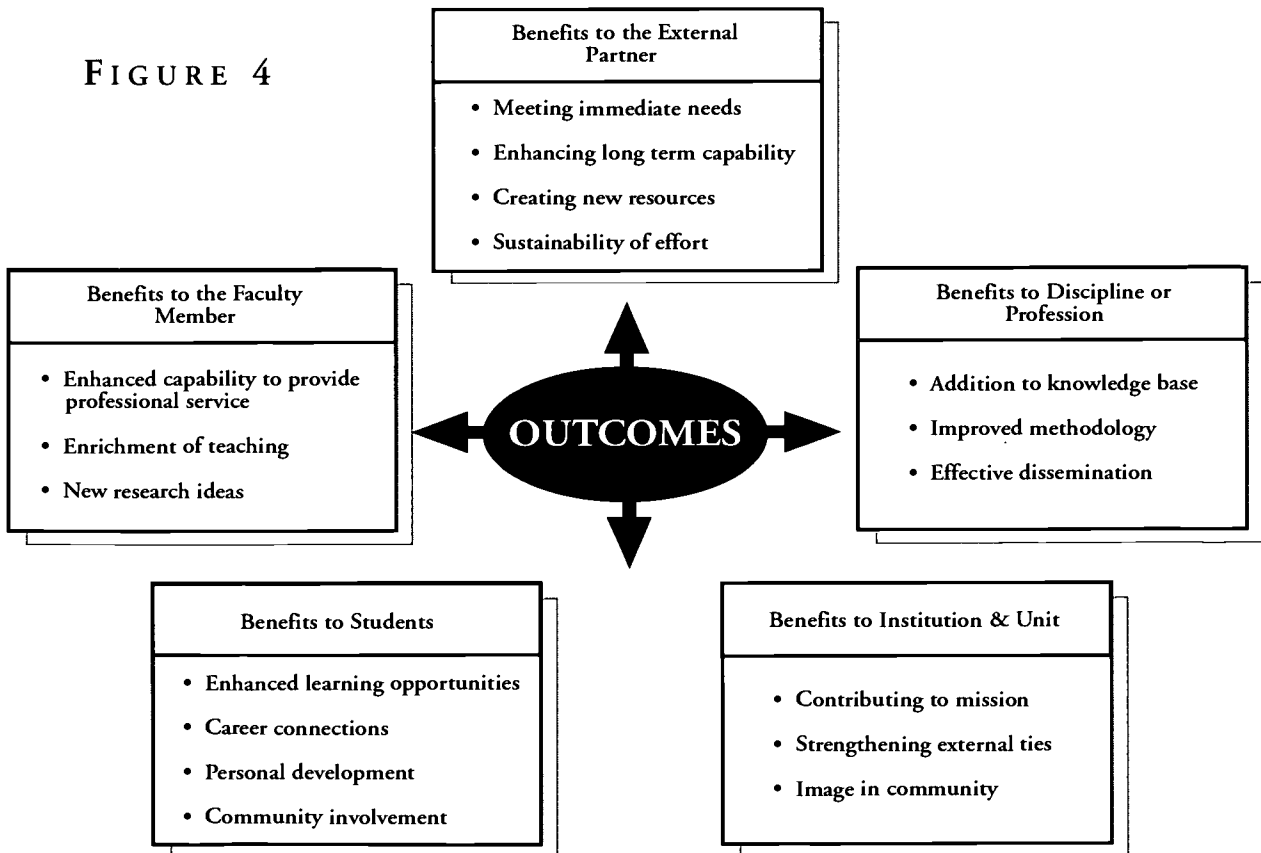 FIGURE 4
Benefits to the External
Partner
• Meeting immediate needs
• Enhancing long term capability
• Creating new resources
• Sustainability of effort
Benefits to the Faculty
Member
• Enhanced capability to provide
professional service
• Enrichment of teaching
• New research ideas
OUTCOMES
Benefits to Discipline or
Profession
• Addition to knowledge base
• Improved methodology
• Effective dissemination
Benefits to Students
• Enhanced learning opportunities
• Career connections
• Personal development
• Community involvement
Benefits to Institution & Unit
• Contributing to mission
• Strengthening external ties
• Image in community